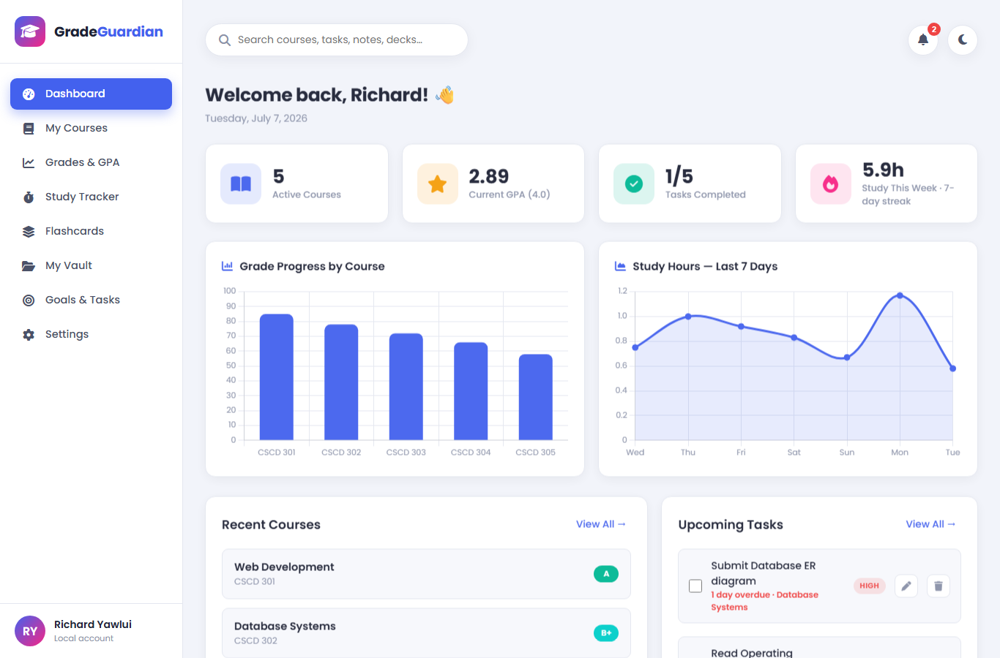 GradeGuardian
Search courses, tasks, notes, decks...
2
Dashboard
My Courses
Grades & GPA
Study Tracker
Flashcards
My Vault
Goals & Tasks
Settings
RY
Richard Yawlui
Local account
Welcome back, Richard! 👋
Tuesday, July 7, 2026
5
Active Courses
2.89
Current GPA (4.0)
1/5
Tasks Completed
5.9h
Study This Week · 7-
day streak
Grade Progress by Course
100
90
80
70
60
50
40
30
20
10
0
CSCD 301 CSCD 302 CSCD 303 CSCD 304 CSCD 305
Study Hours — Last 7 Days
1.2
1.0
0.8
0.6
0.4
0.2
0
Wed Thu Fri Sat Sun Mon Tue
Recent Courses
View All →
Web Development
CSCD 301
A
Database Systems
CSCD 302
B+
Upcoming Tasks
View All →
Submit Database ER
diagram
1 day overdue · Database
Systems
HIGH
Read Operating